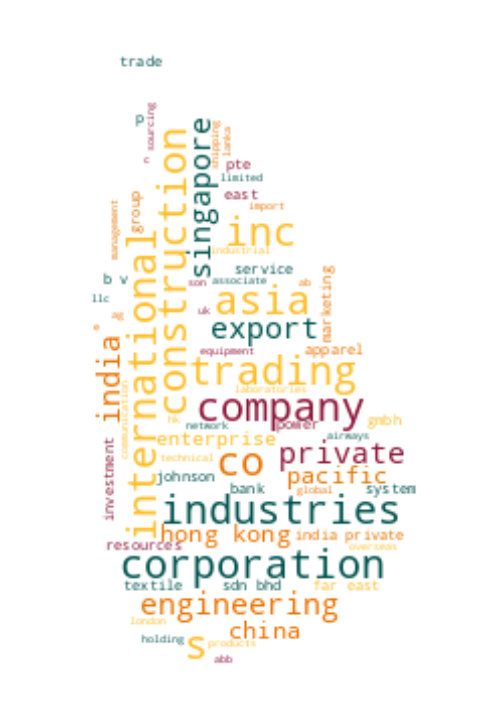 trade
p
sourcing
c
construction
singapore
shipping
lanka
pte
limited
east
import
group
management
international
inc
industrial
service
b v
son
associate
ab
llc
asia
marketing
uk
ag
e
export
india
equipment
apparel
trading
communication
laboratories
company
hk
network
power
gmbh
airways
enterprise
investment
private
technical
co
johnson
pacific
bank
global
system
industries
hong kong
india private
resources
overseas
corporation
textile
sdn bhd
far east
engineering
london
china
holding
s
products
abb